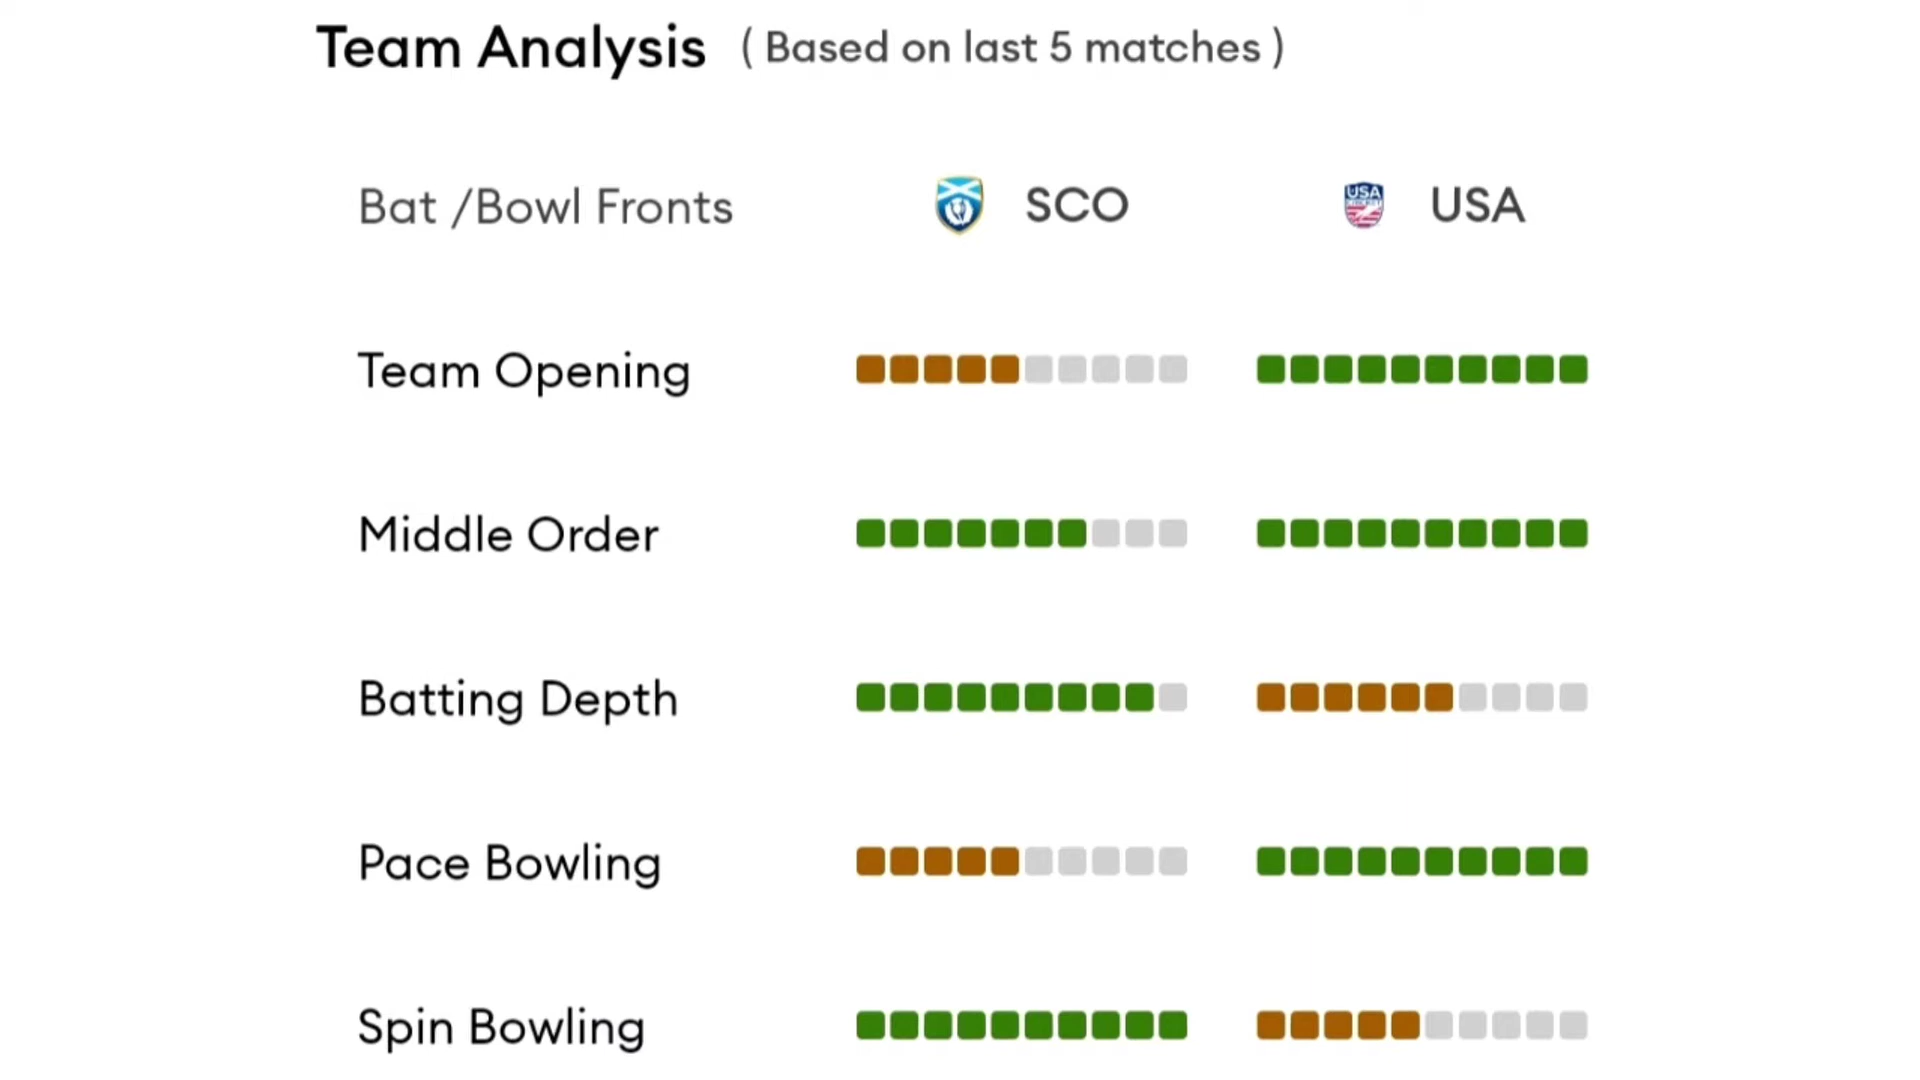 Team Analysis ( Based on last 5 matches )
Bat /Bowl Fronts SCO USA USA
Team Opening
Middle Order
Batting Depth
Pace Bowling
Spin Bowling